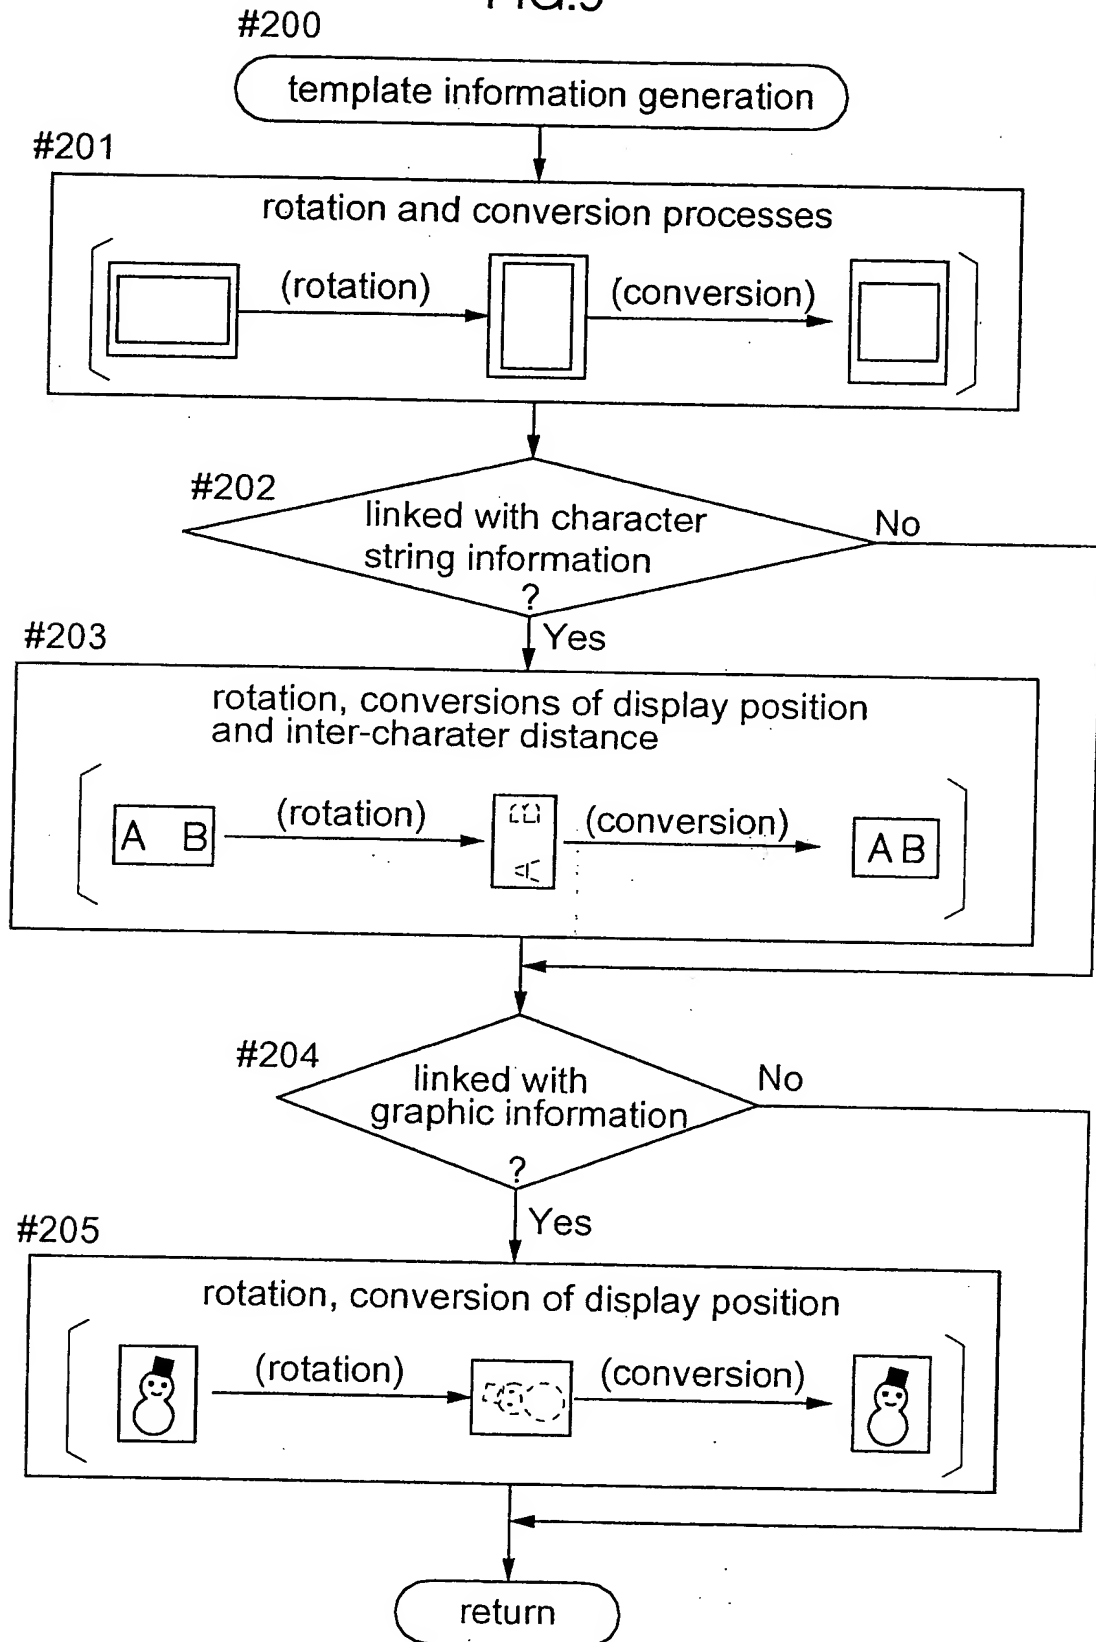 #200
template information generation
#201
rotation and conversion processes
(rotation)
(conversion)
#202
linked with character
string information
?
No
Yes
#203
rotation, conversions of display position
and inter-charater distance
A B
(rotation)
A B
(conversion)
A B
#204
linked with
graphic information
?
No
Yes
#205
rotation, conversion of display position
(rotation)
(conversion)
return